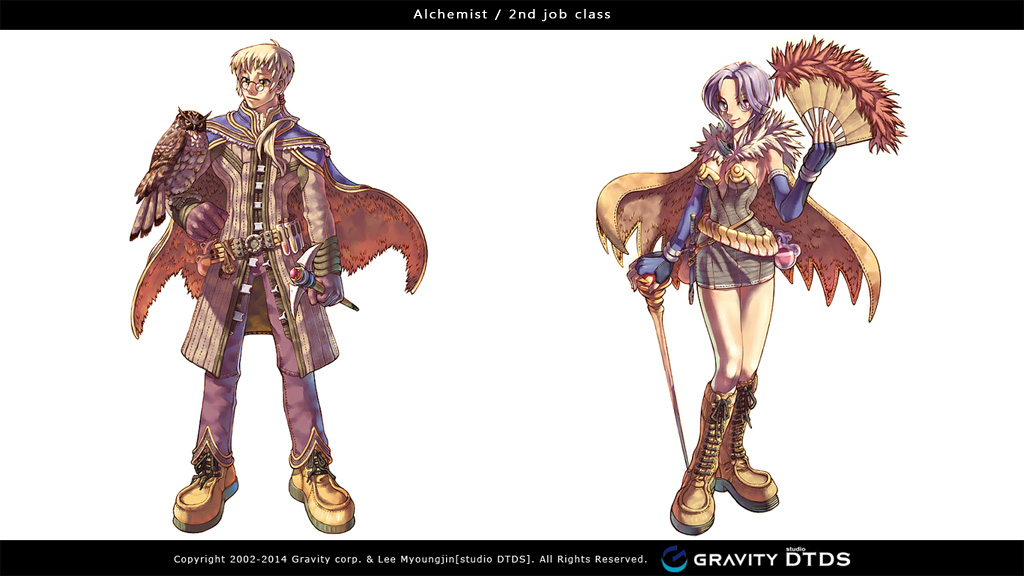 Alchemist / 2nd job class
Copyright 2002-2014 Gravity corp. & Lee Myoungjin[studio DTDS]. All Rights Reserved.
GRAVITY studio DTDS